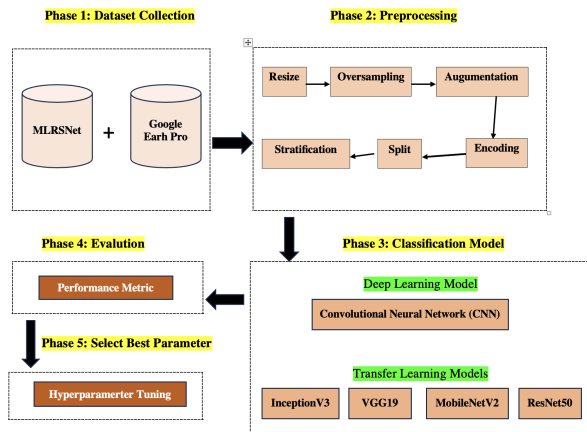 Phase 1: Dataset Collection
MLRSNet
+
Google
Earh Pro
Phase 2: Preprocessing
Resize
Oversampling
Augumentation
Encoding
Split
Stratification
Phase 3: Classification Model
Deep Learning Model
Convolutional Neural Network (CNN)
Transfer Learning Models
InceptionV3
VGG19
MobileNetV2
ResNet50
Phase 4: Evalution
Performance Metric
Phase 5: Select Best Parameter
Hyperparamerter Tuning